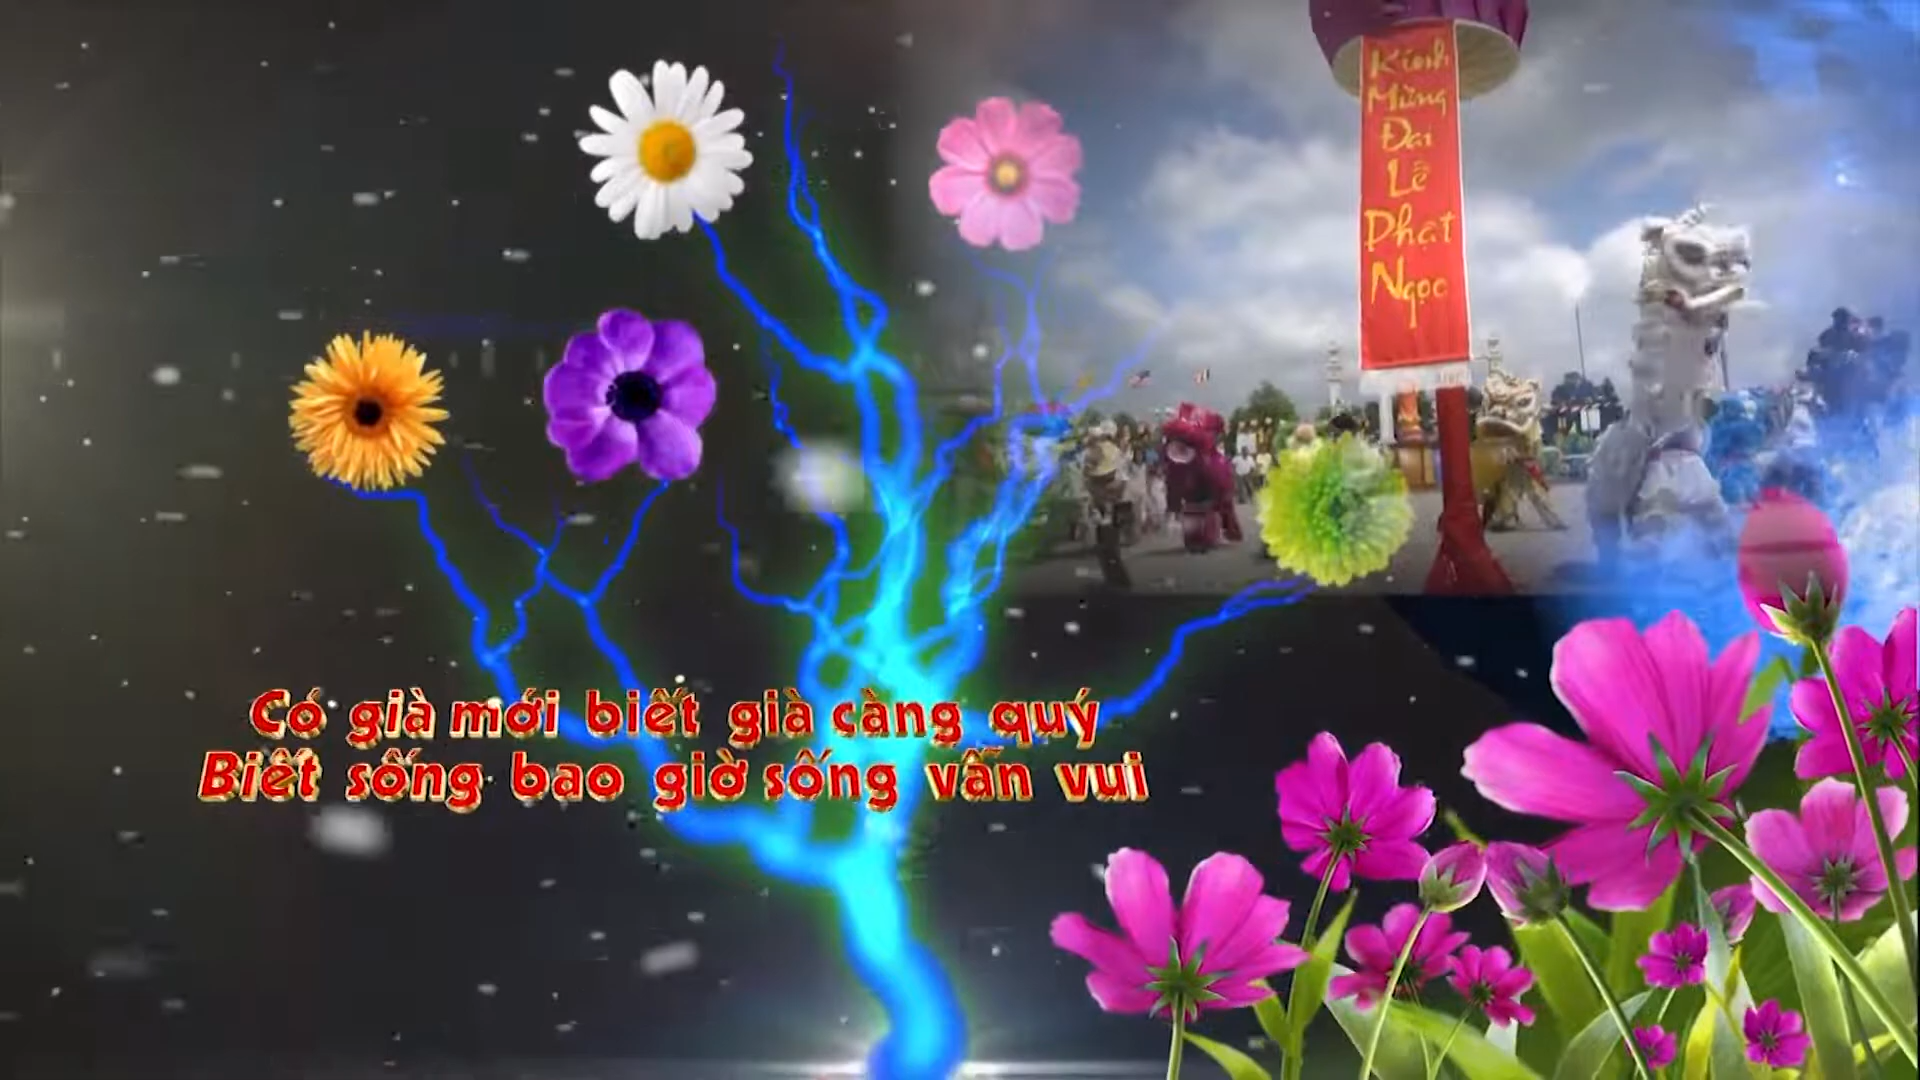 Kính
Mừng
Đại
Lễ
Phật
Ngọc
Có già mới biết già càng quý
Biết sống bao giờ sống vẫn vui